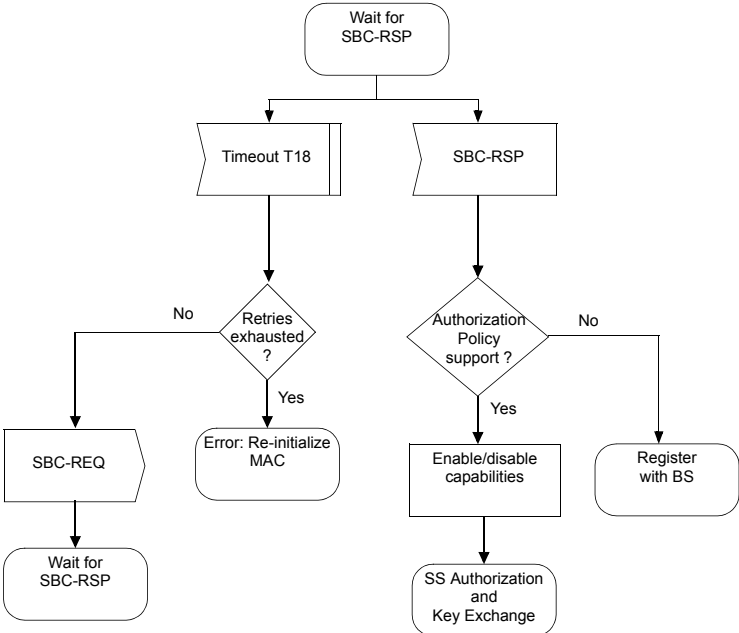 Wait for
SBC-RSP
Timeout T18
SBC-RSP
No
Retries
exhausted
?
Yes
Authorization
Policy
support ?
No
Yes
SBC-REQ
Error: Re-initialize
MAC
Enable/disable
capabilities
Register
with BS
Wait for
SBC-RSP
SS Authorization
and
Key Exchange